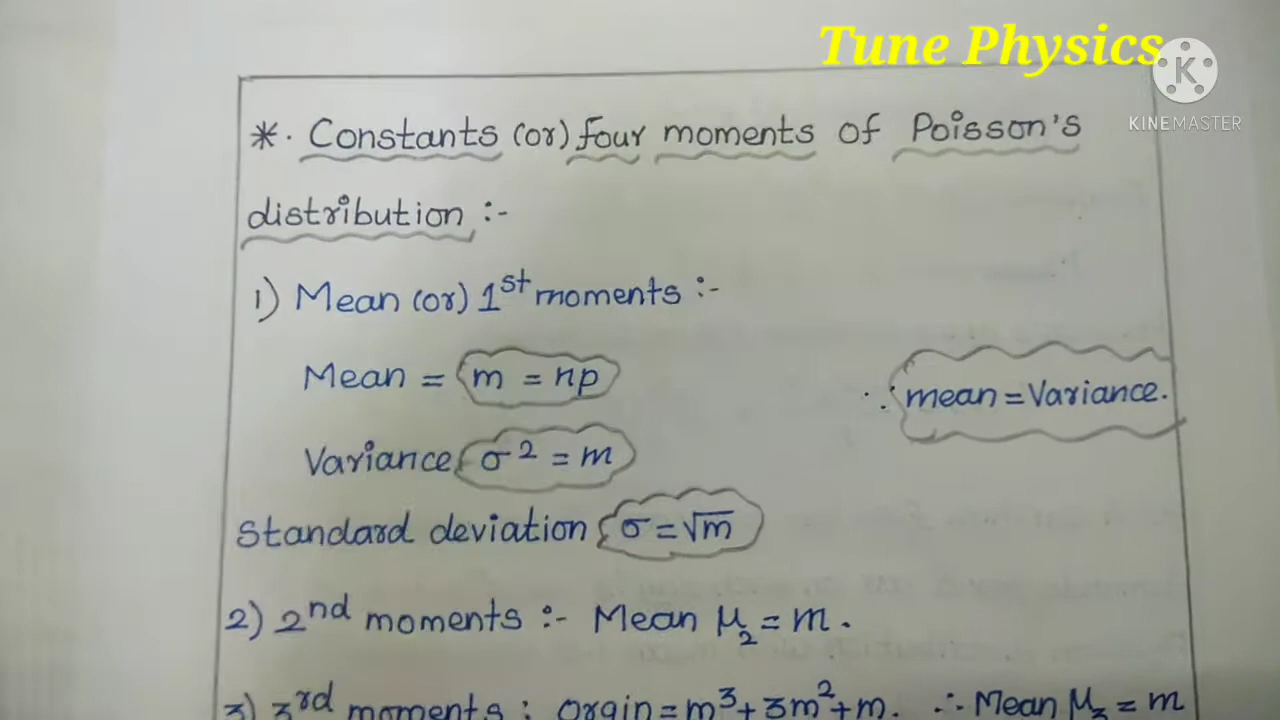 Tune Physics
KINEMASTER
*. Constants (or) four moments of Poisson's
distribution :-
1) Mean (or) 1st moments :-
Mean = m = np
∴ mean = Variance.
Variance σ² = m
Standard deviation σ = √m
2) 2nd moments :- Mean μ₂ = m.
3) 3rd moments : Orgin = m³+3m²+m. ∴ Mean μ₃ = m